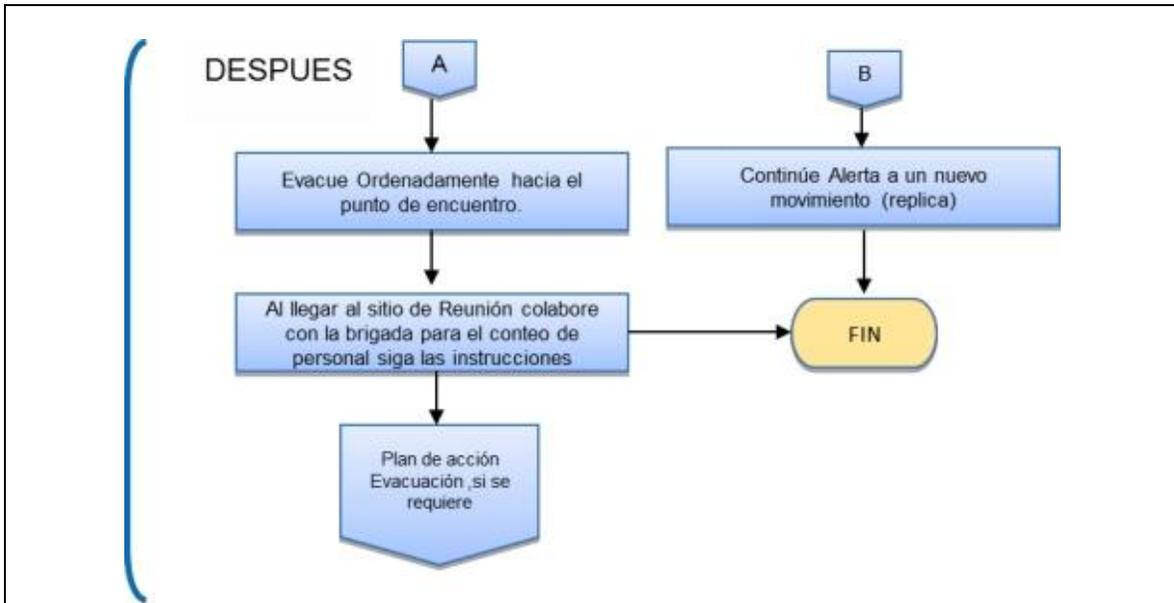 DESPUES
A
B
Evacue Ordenadamente hacia el
punto de encuentro.
Continúe Alerta a un nuevo
movimiento (replica)
Al llegar al sitio de Reunión colabore
con la brigada para el conteo de
personal siga las instrucciones
FIN
Plan de acción
Evacuación ,si se
requiere